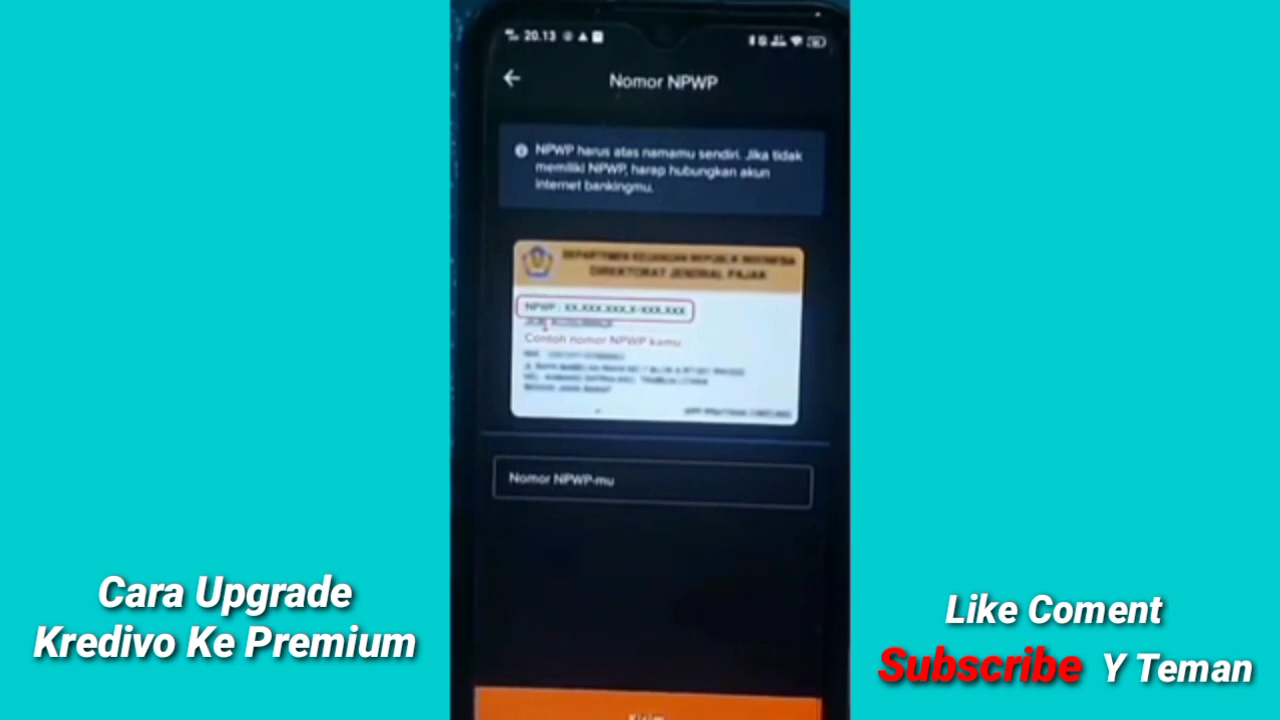 20.13
Nomor NPWP
NPWP harus atas namamu sendiri. Jika tidak
memiliki NPWP, harap hubungkan akun
internet bankingmu.
DEPARTEMEN KEUANGAN REPUBLIK INDONESIA
DIREKTORAT JENDRAL PAJAK
NPWP : XX.XXX.XXX.X-XXX.XXX
Contoh nomor NPWP kamu
Nomor NPWP-mu
Kirim
Cara Upgrade
Kredivo Ke Premium
Like Coment
Subscribe Y Teman